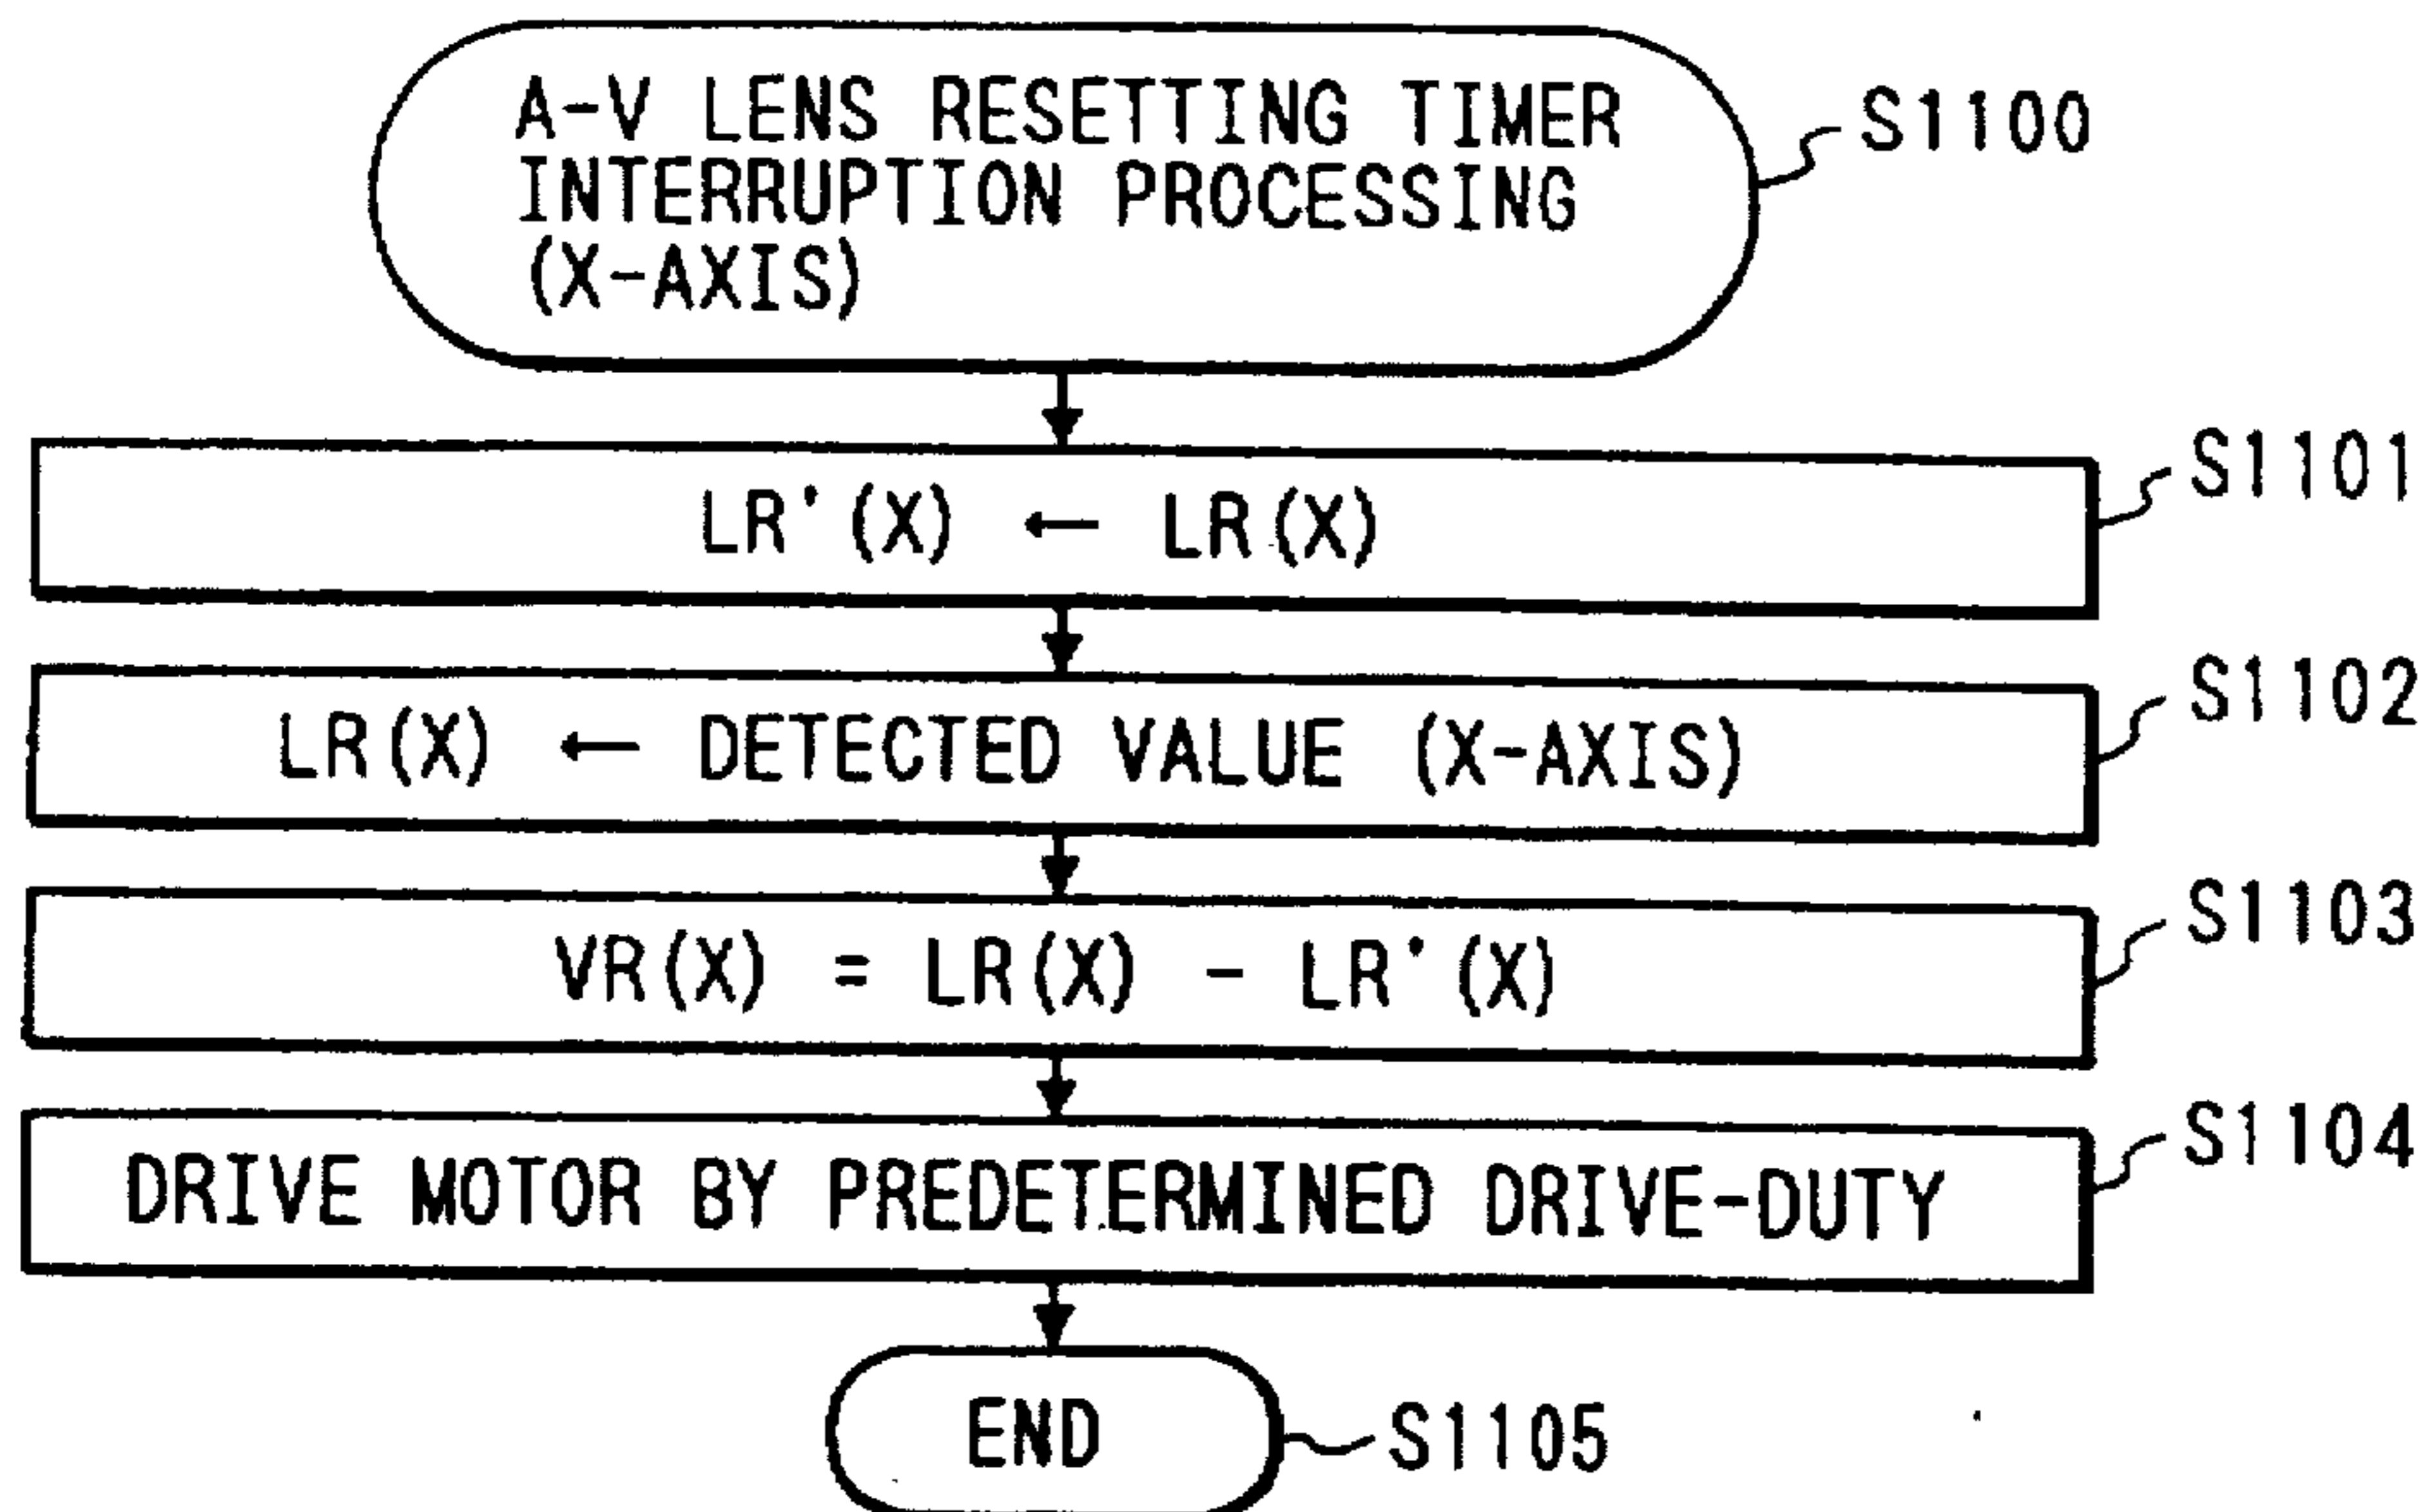 A-V LENS RESETTING TIMER
INTERRUPTION PROCESSING
(X-AXIS)
S1100
LR'(X) ← LR(X)
S1101
LR(X) ← DETECTED VALUE (X-AXIS)
S1102
VR(X) = LR(X) - LR'(X)
S1103
DRIVE MOTOR BY PREDETERMINED DRIVE-DUTY
S1104
END
S1105